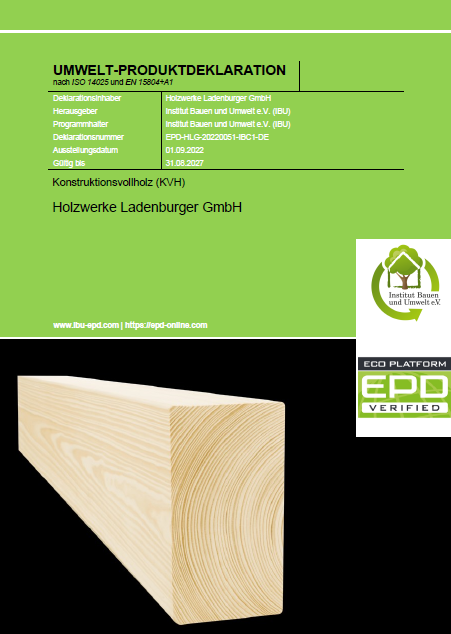 UMWELT-PRODUKTDEKLARATION
nach ISO 14025 und EN 15804+A1
Deklarationsinhaber Holzwerke Ladenburger GmbH
Herausgeber Institut Bauen und Umwelt e.V. (IBU)
Programmhalter Institut Bauen und Umwelt e.V. (IBU)
Deklarationsnummer EPD-HLG-20220051-IBC1-DE
Ausstellungsdatum 01.09.2022
Gültig bis 31.08.2027
Konstruktionsvollholz (KVH)
Holzwerke Ladenburger GmbH
Institut Bauen
und Umwelt e.V.
www.ibu-epd.com | https://epd-online.com
ECO PLATFORM
EPD
VERIFIED